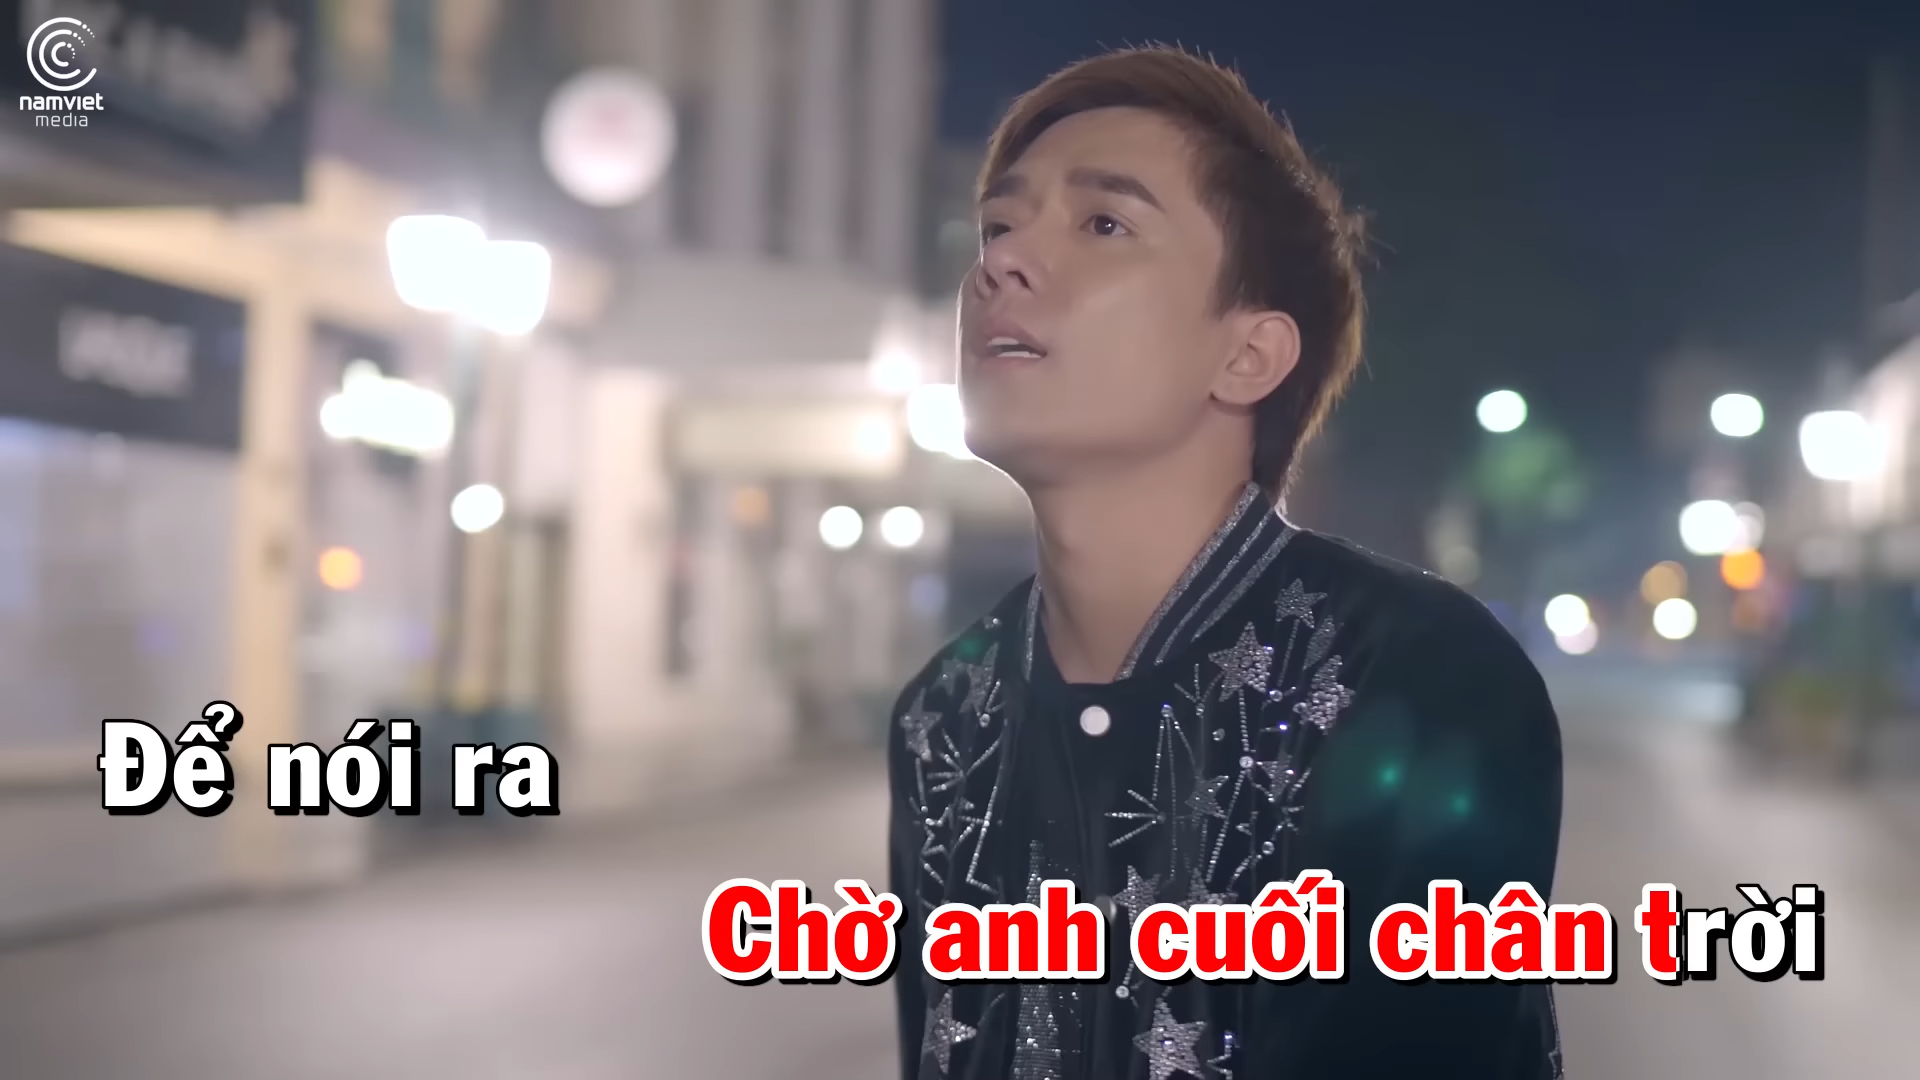 namviet
media
Để nói ra
Chờ anh cuối chân trời